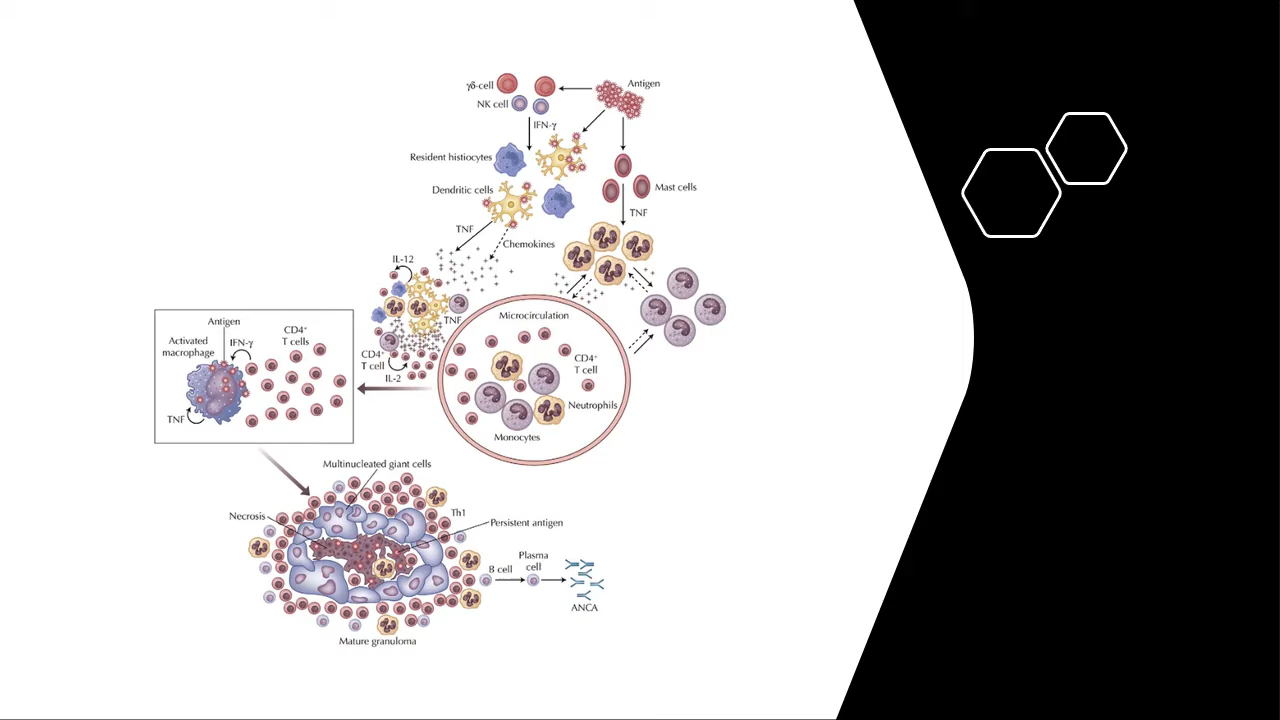 Antigen
γδ-cell
NK cell
IFN-γ
Resident histiocytes
Dendritic cells
Mast cells
TNF
TNF
Chemokines
IL-12
TNF
Microcirculation
CD4⁺
T cell
IL-2
CD4⁺
T cell
Neutrophils
Monocytes
Antigen
Activated
macrophage
IFN-γ
CD4⁺
T cells
TNF
Multinucleated giant cells
Necrosis
Th1
Persistent antigen
B cell
Plasma
cell
ANCA
Mature granuloma